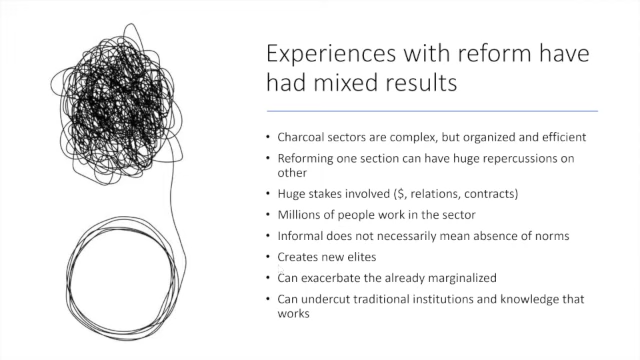 Experiences with reform have
had mixed results
• Charcoal sectors are complex, but organized and efficient
• Reforming one section can have huge repercussions on
other
• Huge stakes involved ($, relations, contracts)
• Millions of people work in the sector
• Informal does not necessarily mean absence of norms
• Creates new elites
• Can exacerbate the already marginalized
• Can undercut traditional institutions and knowledge that
works